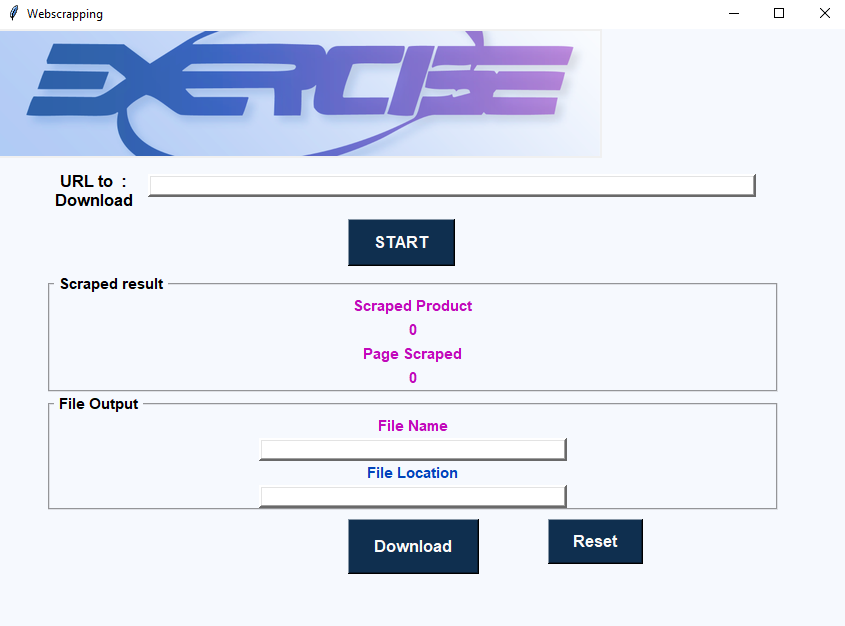 Webscrapping
EXERCISE
URL to :
Download
START
Scraped result
Scraped Product
0
Page Scraped
0
File Output
File Name
File Location
Download
Reset